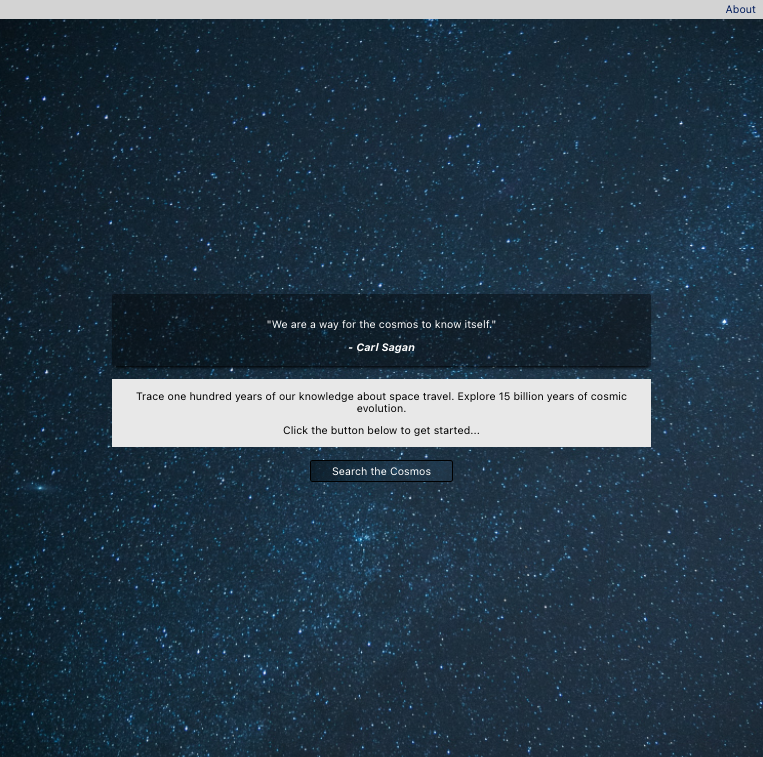 About
"We are a way for the cosmos to know itself."
- Carl Sagan
Trace one hundred years of our knowledge about space travel. Explore 15 billion years of cosmic
evolution.
Click the button below to get started...
Search the Cosmos